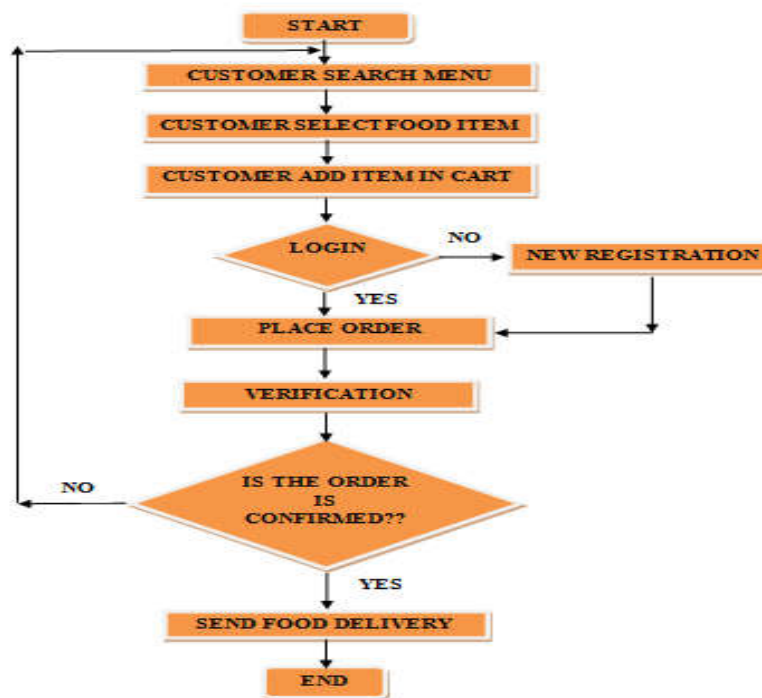 START
CUSTOMER SEARCH MENU
CUSTOMER SELECT FOOD ITEM
CUSTOMER ADD ITEM IN CART
LOGIN
NO
NEW REGISTRATION
YES
PLACE ORDER
VERIFICATION
IS THE ORDER
IS
CONFIRMED??
NO
YES
SEND FOOD DELIVERY
END